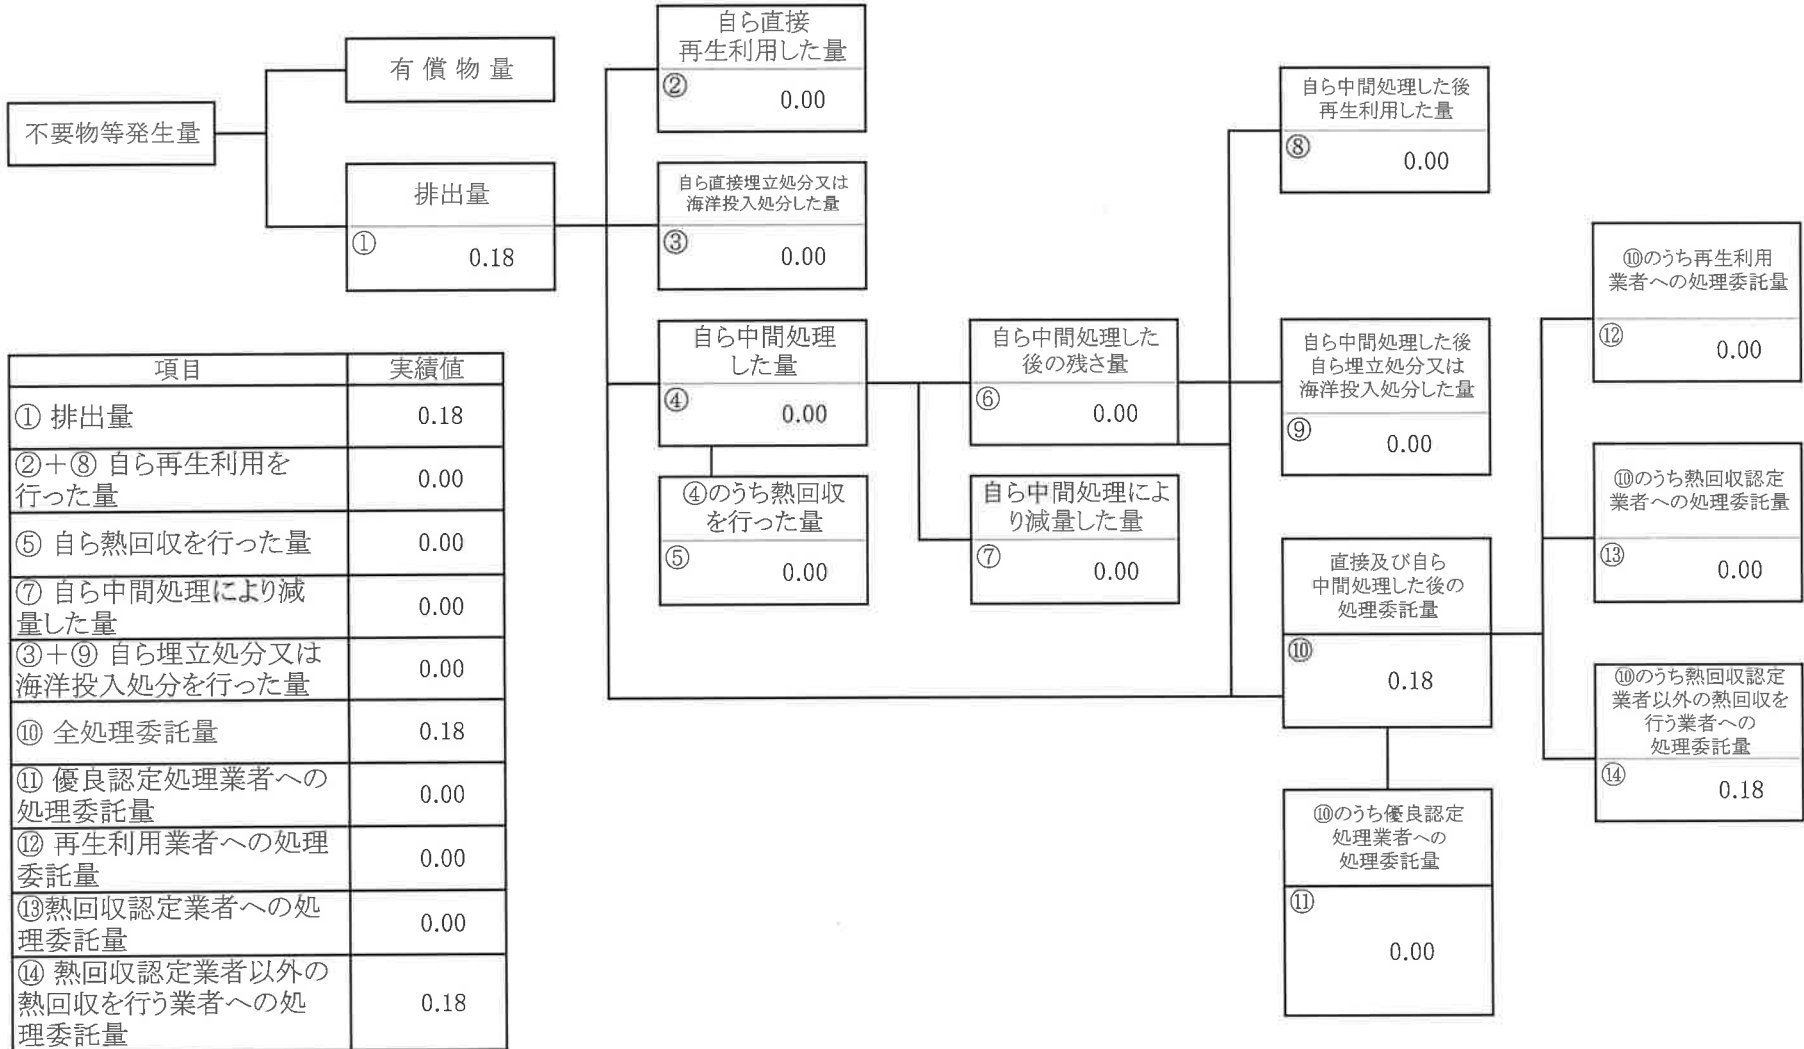 不要物等発生量
有 償 物 量
排出量
①
0.18
自ら直接
再生利用した量
②
0.00
自ら直接埋立処分又は
海洋投入処分した量
③
0.00
自ら中間処理
した量
④
0.00
④のうち熱回収
を行った量
⑤
0.00
自ら中間処理した
後の残さ量
⑥
0.00
自ら中間処理によ
り減量した量
⑦
0.00
自ら中間処理した後
再生利用した量
⑧
0.00
自ら中間処理した後
自ら埋立処分又は
海洋投入処分した量
⑨
0.00
直接及び自ら
中間処理した後の
処理委託量
⑩
0.18
⑩のうち優良認定
処理業者への
処理委託量
⑪
0.00
⑩のうち再生利用
業者への処理委託量
⑫
0.00
⑩のうち熱回収認定
業者への処理委託量
⑬
0.00
⑩のうち熱回収認定
業者以外の熱回収を
行う業者への
処理委託量
⑭
0.18
項目 実績値
① 排出量 0.18
②＋⑧ 自ら再生利用を
行った量 0.00
⑤ 自ら熱回収を行った量 0.00
⑦ 自ら中間処理により減
量した量 0.00
③＋⑨ 自ら埋立処分又は
海洋投入処分を行った量 0.00
⑩ 全処理委託量 0.18
⑪ 優良認定処理業者への
処理委託量 0.00
⑫ 再生利用業者への処理
委託量 0.00
⑬熱回収認定業者への処
理委託量 0.00
⑭ 熱回収認定業者以外の
熱回収を行う業者への処
理委託量 0.18